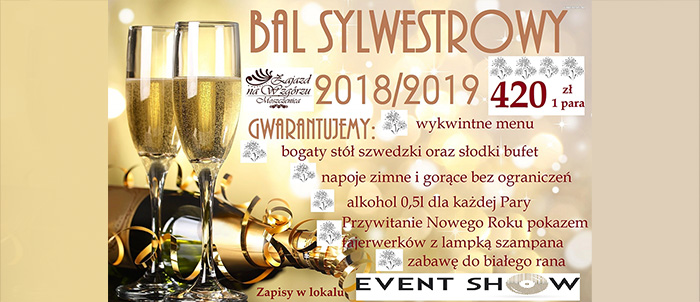 BAL SYLWESTROWY
Zajazd
na Wzgórzu
Moszczenica
2018/2019
420 zł
1 para
GWARANTUJEMY:
wykwintne menu
bogaty stół szwedzki oraz słodki bufet
napoje zimne i gorące bez ograniczeń
alkohol 0,5l dla każdej Pary
Przywitanie Nowego Roku pokazem
fajerwerków z lampką szampana
zabawę do białego rana
Zapisy w lokalu
EVENT SHOW